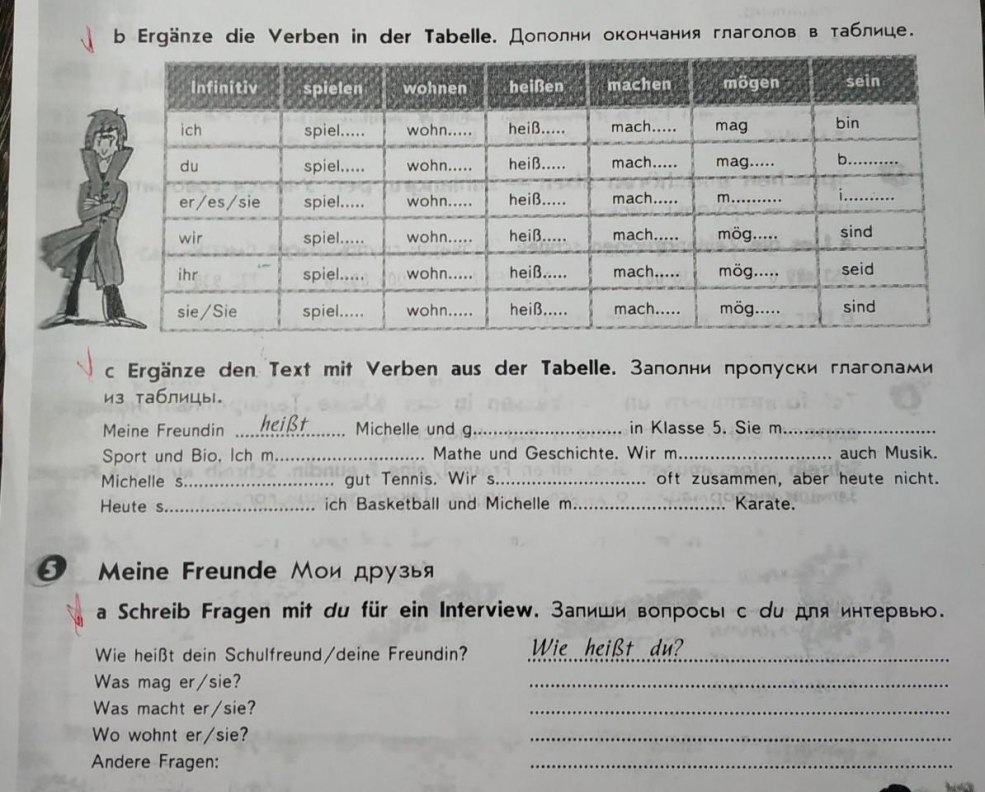 b Ergänze die Verben in der Tabelle. Дополни окончания глаголов в таблице.
Infinitiv spielen wohnen heißen machen mögen sein
ich spiel..... wohn..... heiß..... mach..... mag bin
du spiel..... wohn..... heiß..... mach..... mag..... b..........
er/es/sie spiel..... wohn..... heiß..... mach..... m.......... i..........
wir spiel..... wohn..... heiß..... mach..... mög..... sind
ihr spiel..... wohn..... heiß..... mach..... mög..... seid
sie/Sie spiel..... wohn..... heiß..... mach..... mög..... sind
c Ergänze den Text mit Verben aus der Tabelle. Заполни пропуски глаголами
из таблицы.
Meine Freundin ....heißt...... Michelle und g............................ in Klasse 5. Sie m............................
Sport und Bio. Ich m............................ Mathe und Geschichte. Wir m............................ auch Musik.
Michelle s............................ gut Tennis. Wir s............................ oft zusammen, aber heute nicht.
Heute s............................ ich Basketball und Michelle m............................ Karate.
5 Meine Freunde Мои друзья
a Schreib Fragen mit du für ein Interview. Запиши вопросы с du для интервью.
Wie heißt dein Schulfreund/deine Freundin? Wie heißt du?
Was mag er/sie? ............................
Was macht er/sie? ............................
Wo wohnt er/sie? ............................
Andere Fragen: ............................